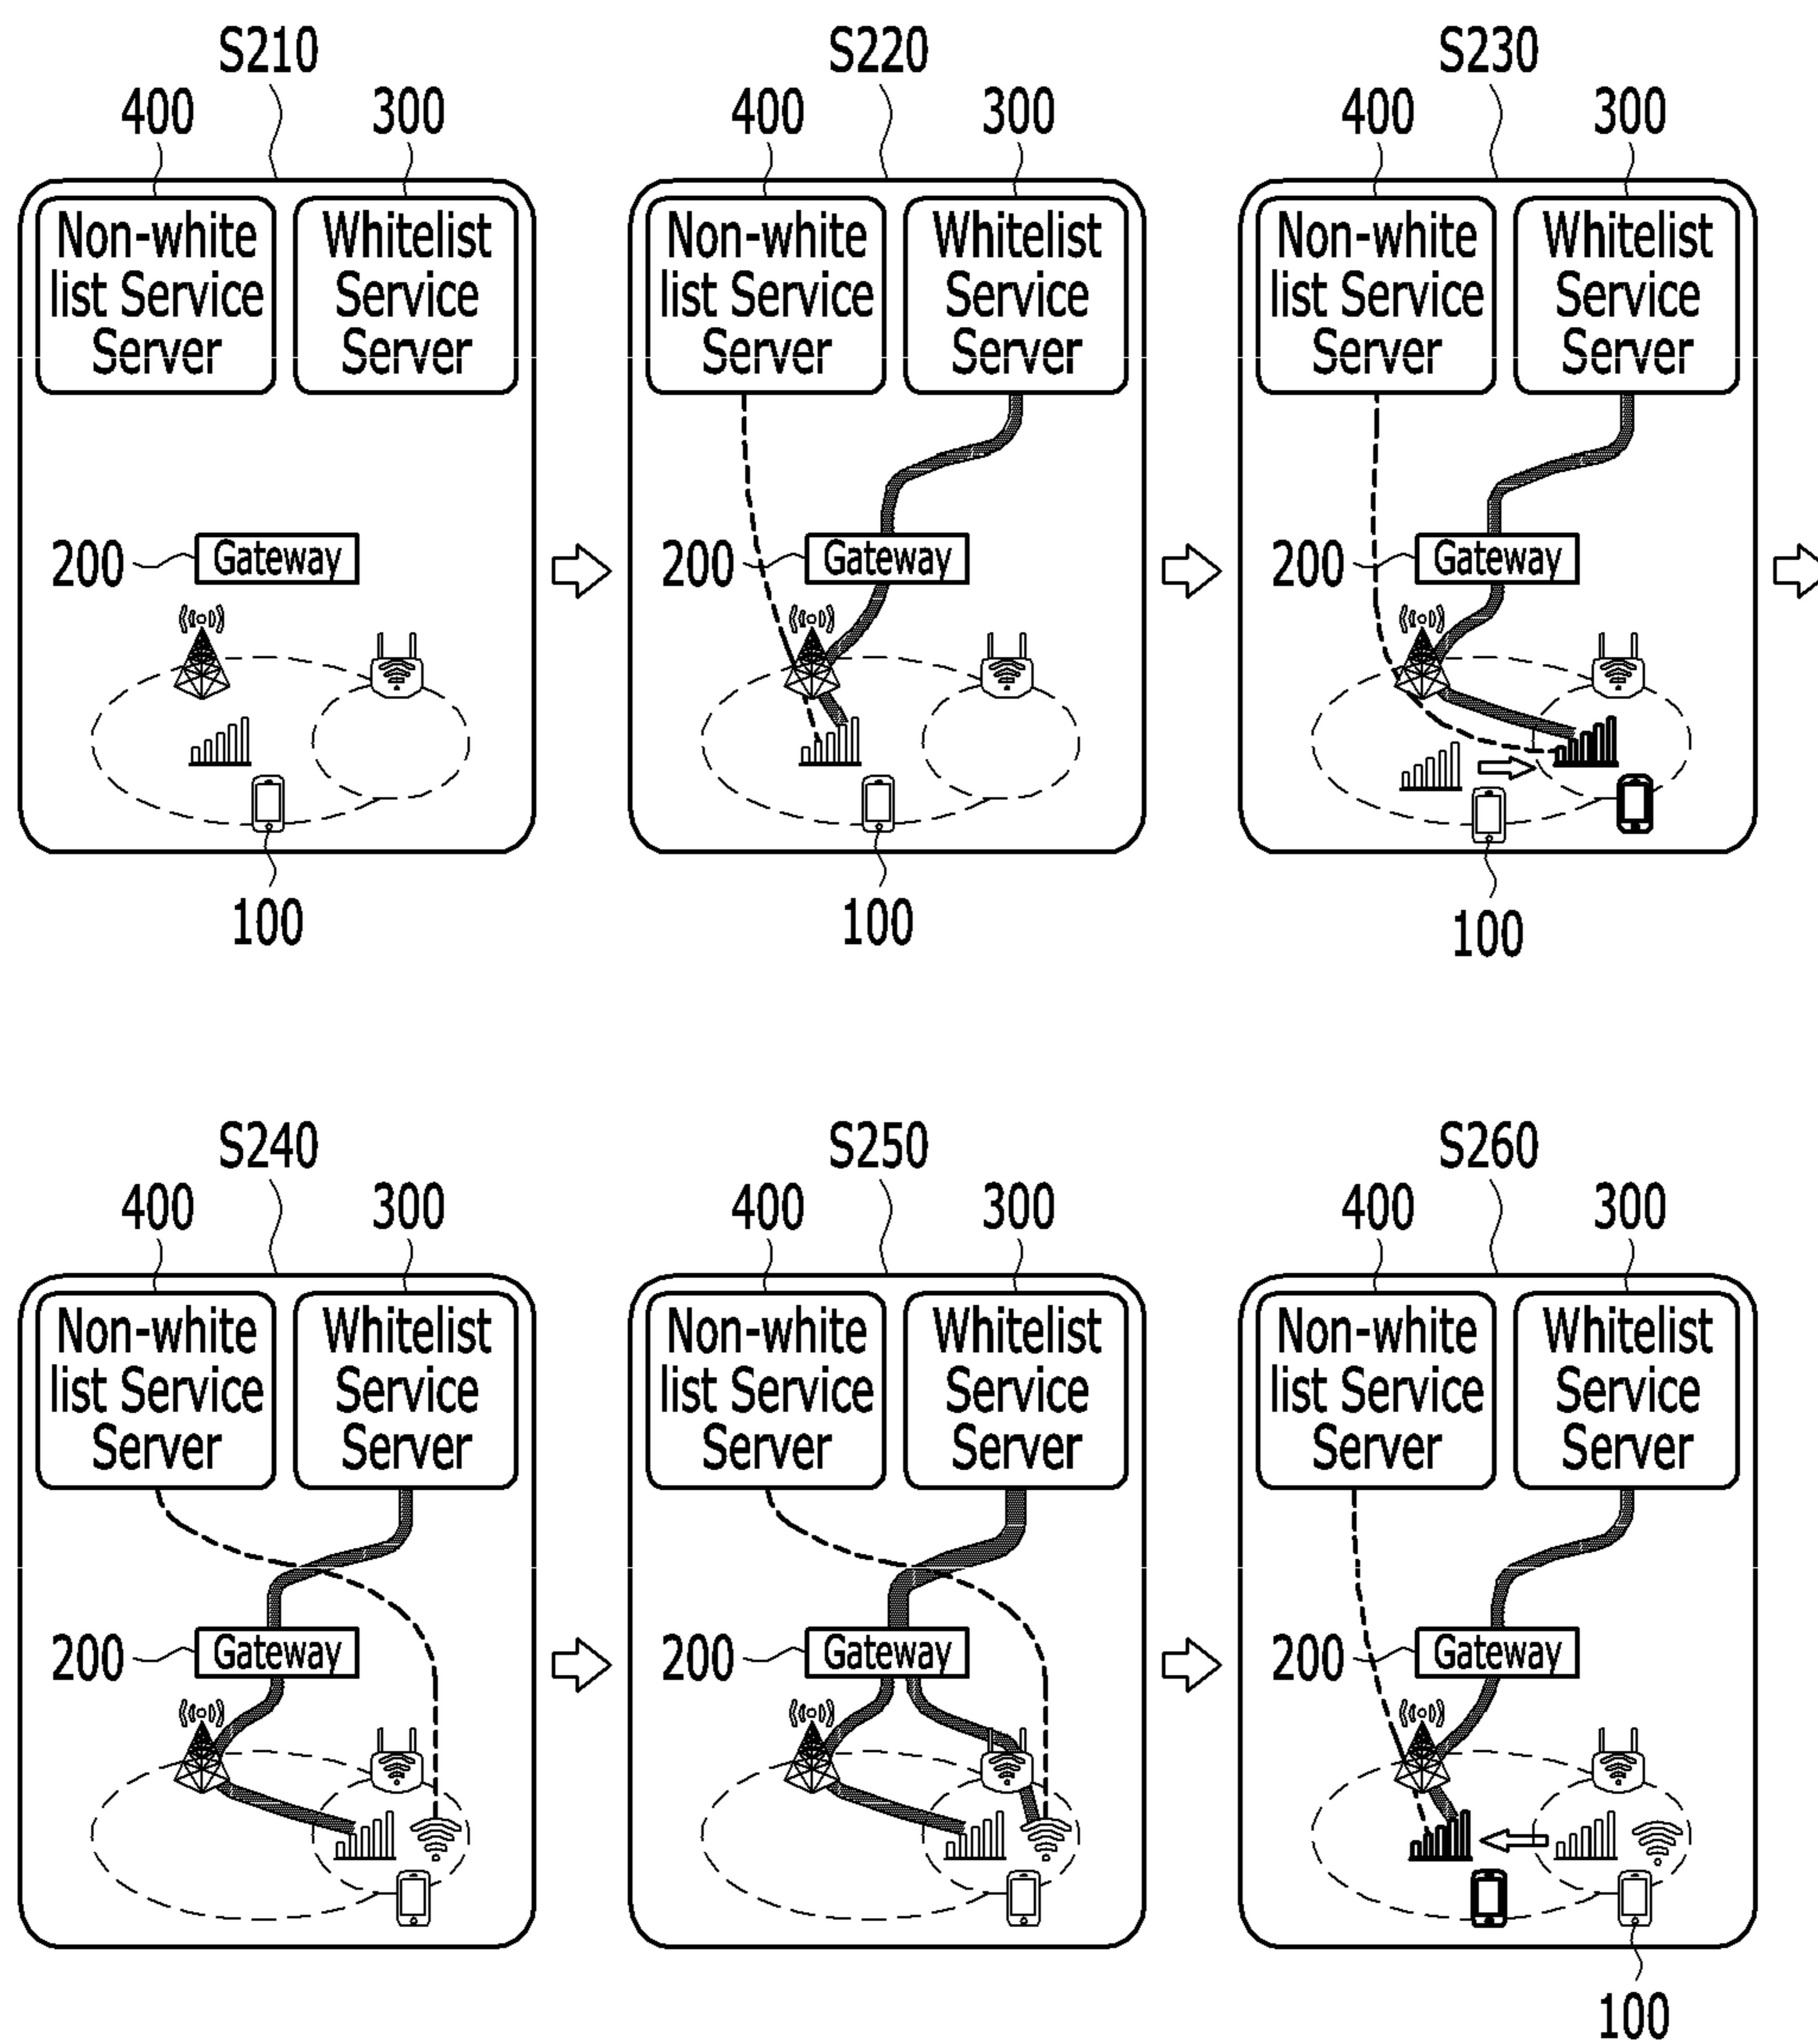 S210
400
300
Non-white
list Service
Server
Whitelist
Service
Server
200
Gateway
100
S220
400
300
Non-white
list Service
Server
Whitelist
Service
Server
200
Gateway
100
S230
400
300
Non-white
list Service
Server
Whitelist
Service
Server
200
Gateway
100
S240
400
300
Non-white
list Service
Server
Whitelist
Service
Server
200
Gateway
S250
400
300
Non-white
list Service
Server
Whitelist
Service
Server
200
Gateway
S260
400
300
Non-white
list Service
Server
Whitelist
Service
Server
200
Gateway
100